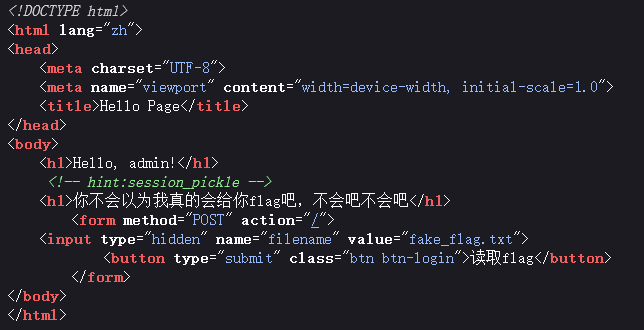 <!DOCTYPE html>
<html lang="zh">
<head>
    <meta charset="UTF-8">
    <meta name="viewport" content="width=device-width, initial-scale=1.0">
    <title>Hello Page</title>
</head>
<body>
    <h1>Hello, admin!</h1>
     <!-- hint:session_pickle -->
    <h1>你不会以为我真的会给你flag吧，不会吧不会吧</h1>
        <form method="POST" action="/">
    <input type="hidden" name="filename" value="fake_flag.txt">
            <button type="submit" class="btn btn-login">读取flag</button>
        </form>
</body>
</html>